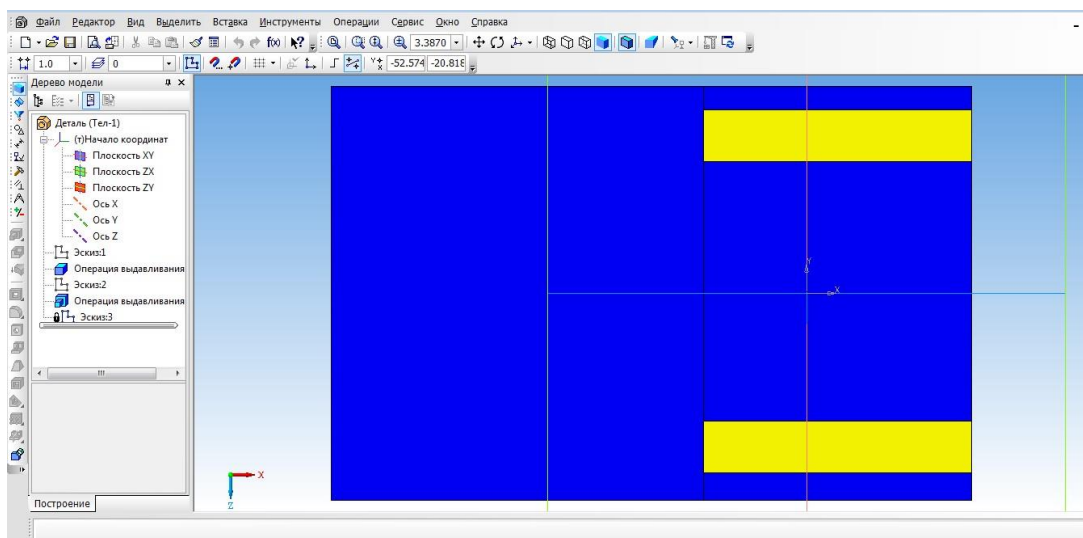 Файл Редактор Вид Выделить Вставка Инструменты Операции Сервис Окно Справка
3.3870
1.0 0 -52.574 -20.818
Дерево модели
Деталь (Тел-1)
(т)Начало координат
Плоскость XY
Плоскость ZX
Плоскость ZY
Ось X
Ось Y
Ось Z
Эскиз:1
Операция выдавливания
Эскиз:2
Операция выдавливания
Эскиз:3
Y
X
X
Z
Построение